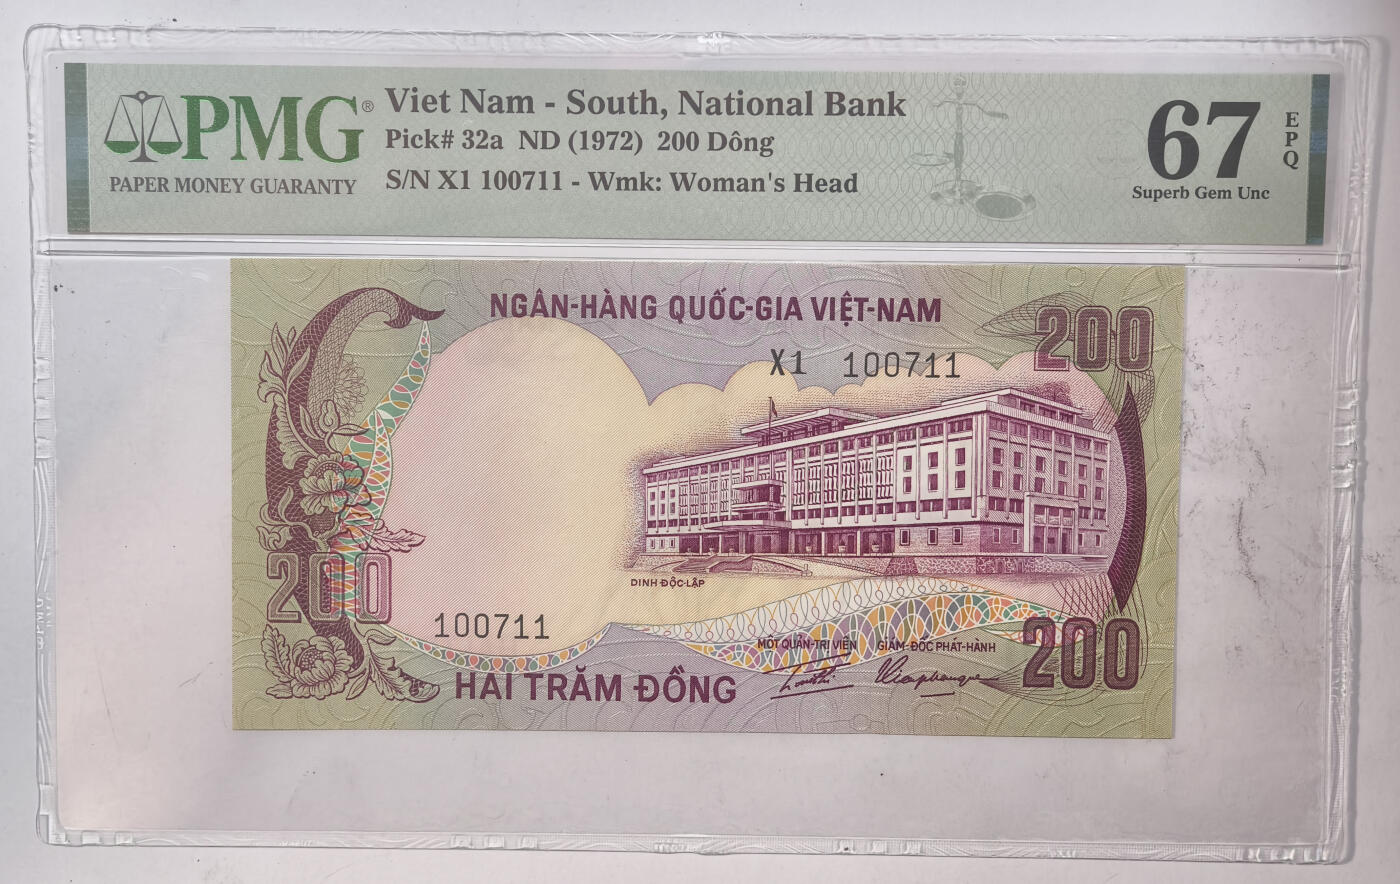 PMG®
PAPER MONEY GUARANTY
Viet Nam - South, National Bank
Pick# 32a ND (1972) 200 Dông
S/N X1 100711 - Wmk: Woman's Head
67
EPQ
Superb Gem Unc
NGÂN-HÀNG QUỐC-GIA VIỆT-NAM
200
X1 100711
DINH ĐỘC-LẬP
200
100711
MỘT QUẢN-TRỊ VIÊN GIÁM-ĐỐC PHÁT-HÀNH
200
HAI TRĂM ĐỒNG